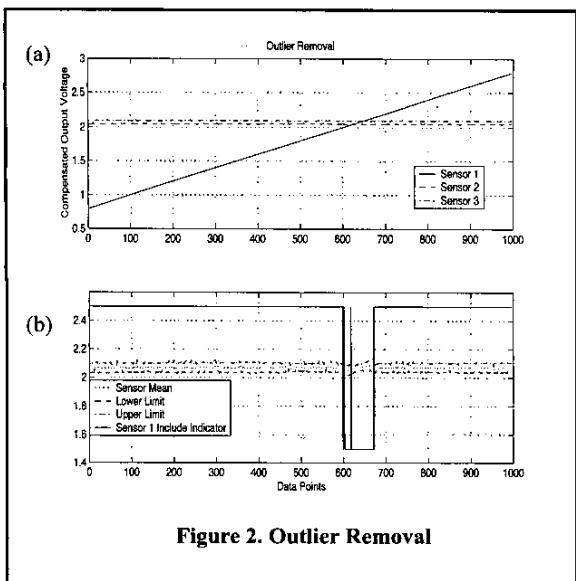 (a)
Outlier Removal
Compensated Output Voltage
3
2.5
2
1.5
1
0.5
0 100 200 300 400 500 600 700 800 900 1000
Sensor 1
Sensor 2
Sensor 3
(b)
2.4
2.2
2
1.8
1.6
1.4
Sensor Mean
Lower Limit
Upper Limit
Sensor 1 Include Indicator
0 100 200 300 400 500 600 700 800 900 1000
Data Points
Figure 2. Outlier Removal